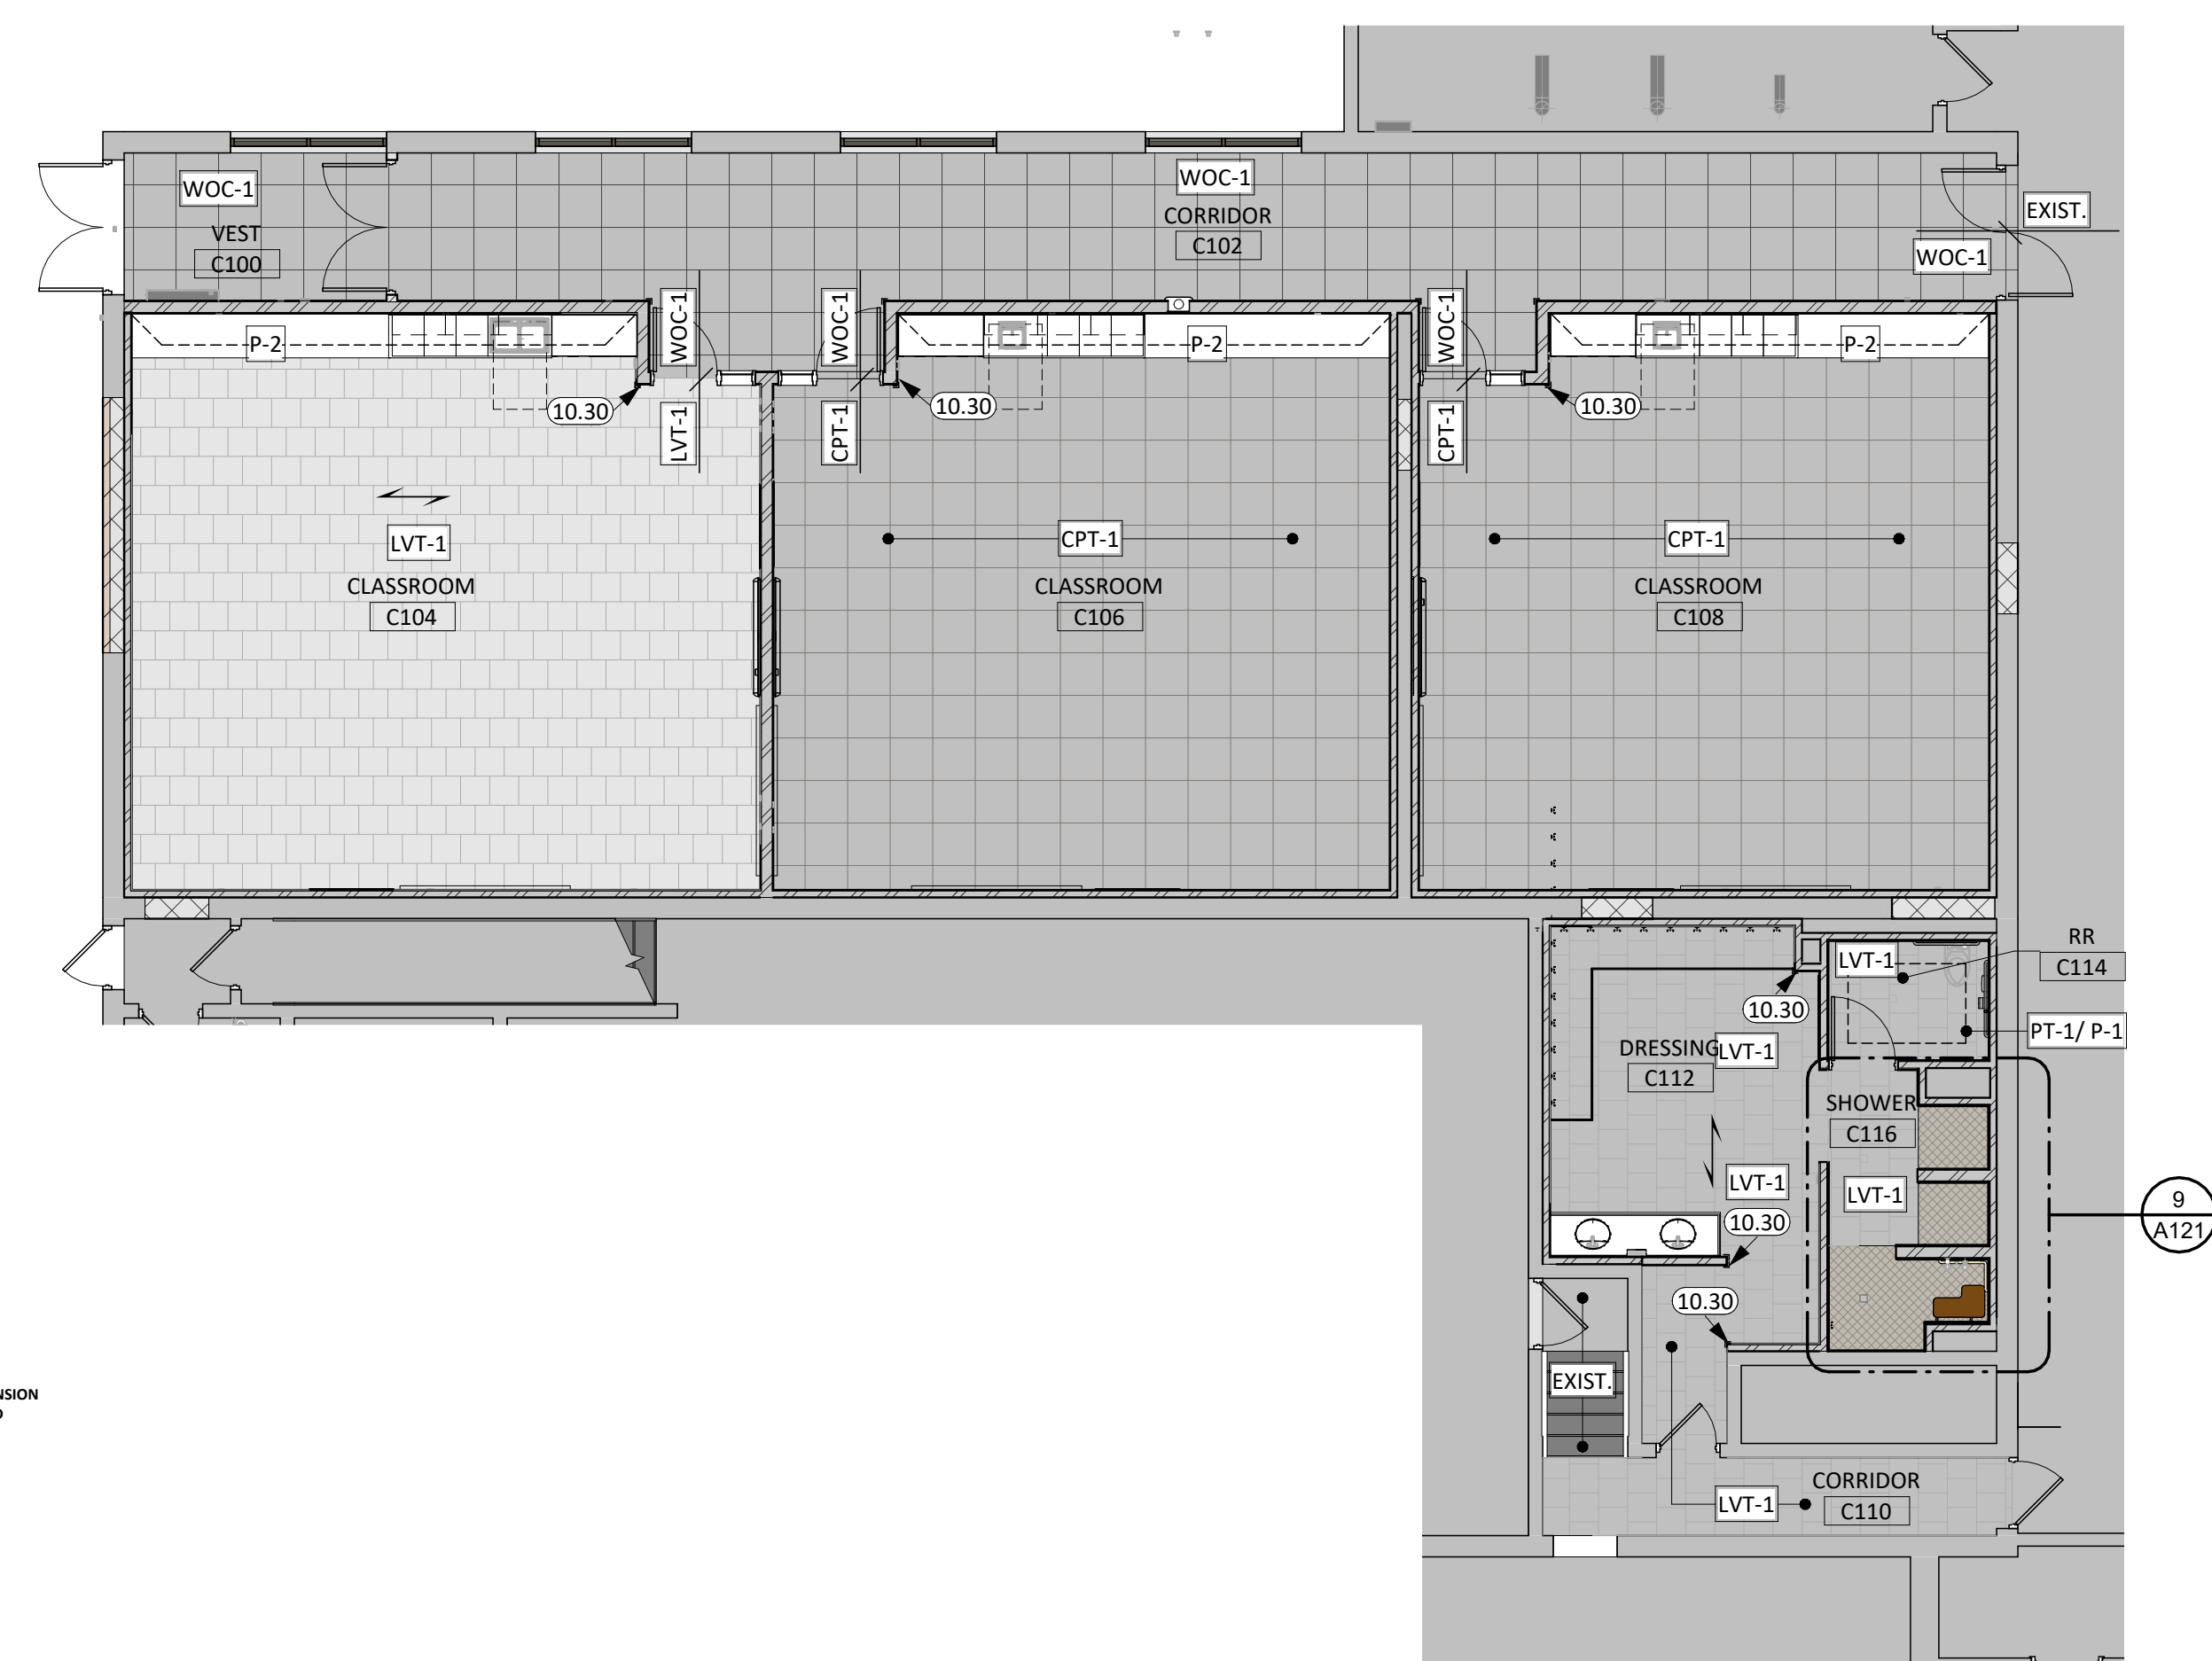 WOC-1
VEST
C100
WOC-1
CORRIDOR
C102
EXIST.
WOC-1
WOC-1
WOC-1
WOC-1
P-2
P-2
P-2
10.30
LVT-1
CPT-1
10.30
CPT-1
10.30
LVT-1
CLASSROOM
C104
CPT-1
CLASSROOM
C106
CPT-1
CLASSROOM
C108
LVT-1
RR
C114
10.30
PT-1/ P-1
DRESSING
LVT-1
C112
SHOWER
C116
LVT-1
LVT-1
9
A121
10.30
10.30
EXIST.
LVT-1
CORRIDOR
C110